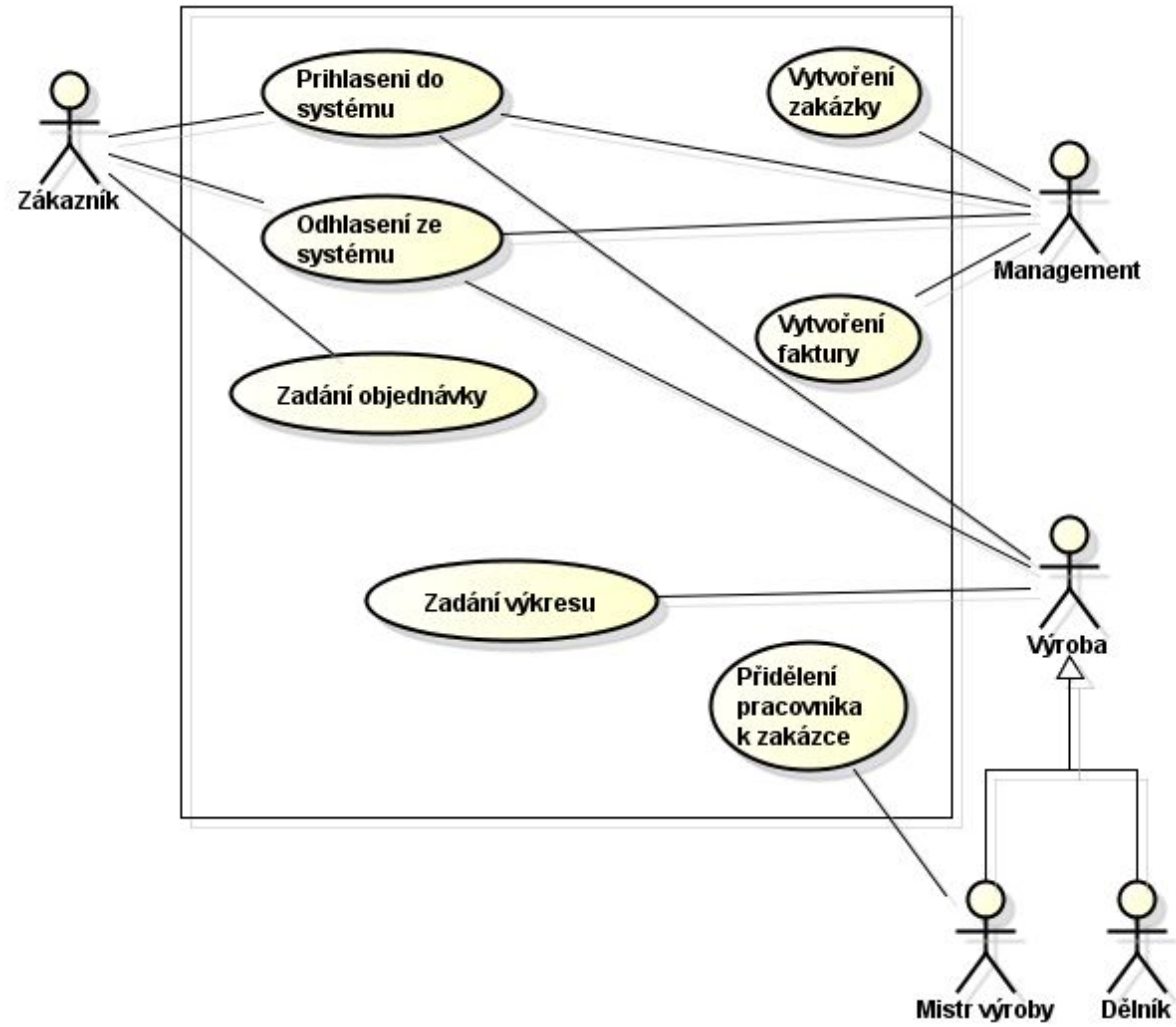 Prihlaseni do
systému
Vytvoření
zakázky
Zákazník
Odhlasení ze
systému
Management
Vytvoření
faktury
Zadání objednávky
Zadání výkresu
Výroba
Přidělení
pracovníka
k zakázce
Mistr výroby
Dělník